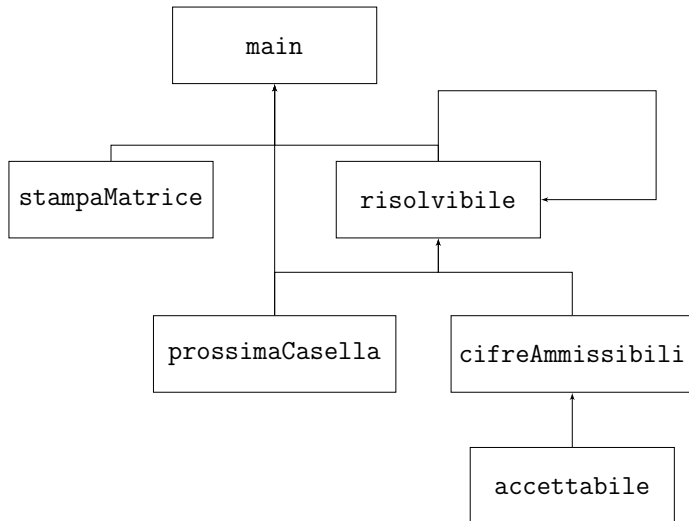 main
stampaMatrice
risolvibile
prossimaCasella
cifreAmmissibili
accettabile